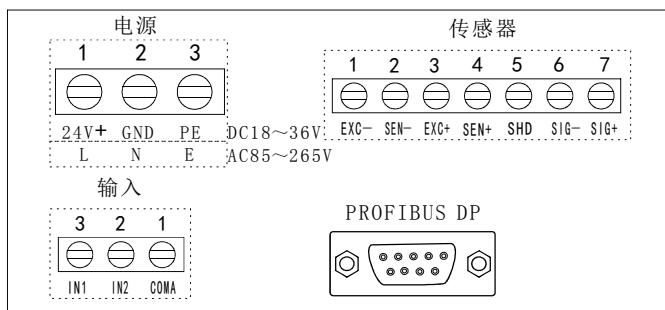 电源
1 2 3
24V+ GND PE DC18～36V
L N E AC85～265V
传感器
1 2 3 4 5 6 7
EXC− SEN− EXC+ SEN+ SHD SIG− SIG+
输入
3 2 1
IN1 IN2 COMA
PROFIBUS DP